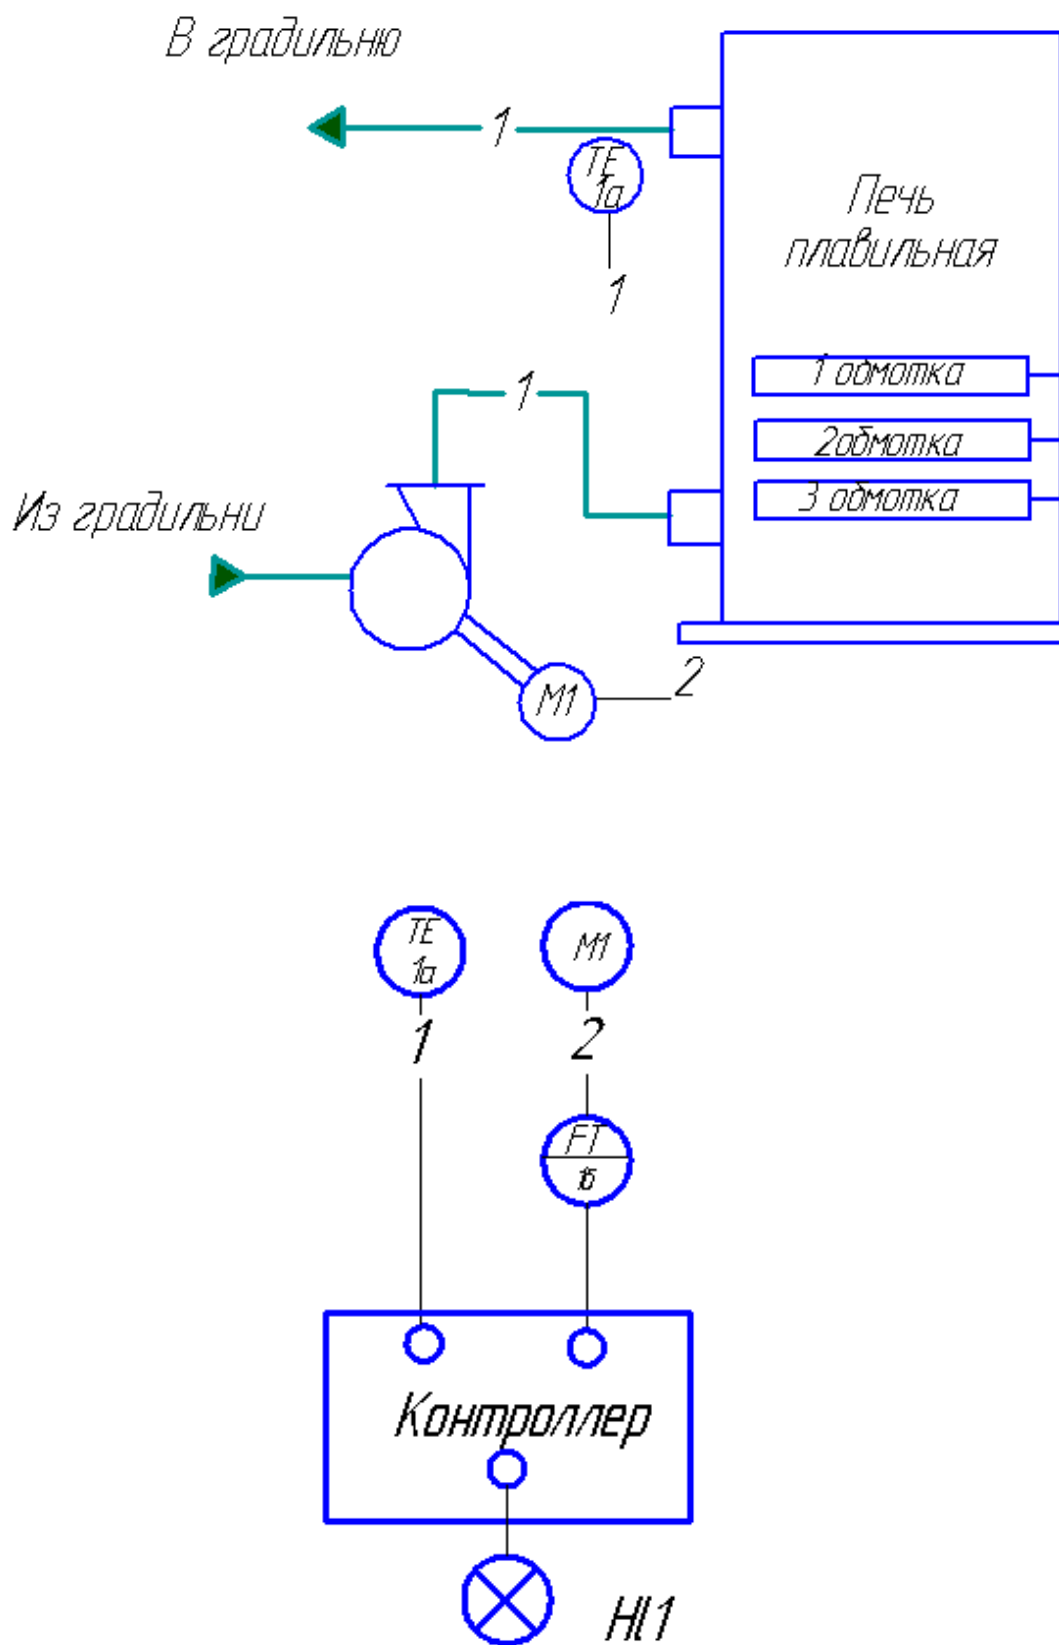 В градильню
1
TE
1а
1
Печь
плавильная
1 обмотка
2обмотка
3 обмотка
1
Из градильни
М1
2
TE
1а
М1
1
2
FT
1б
Контроллер
Hl1